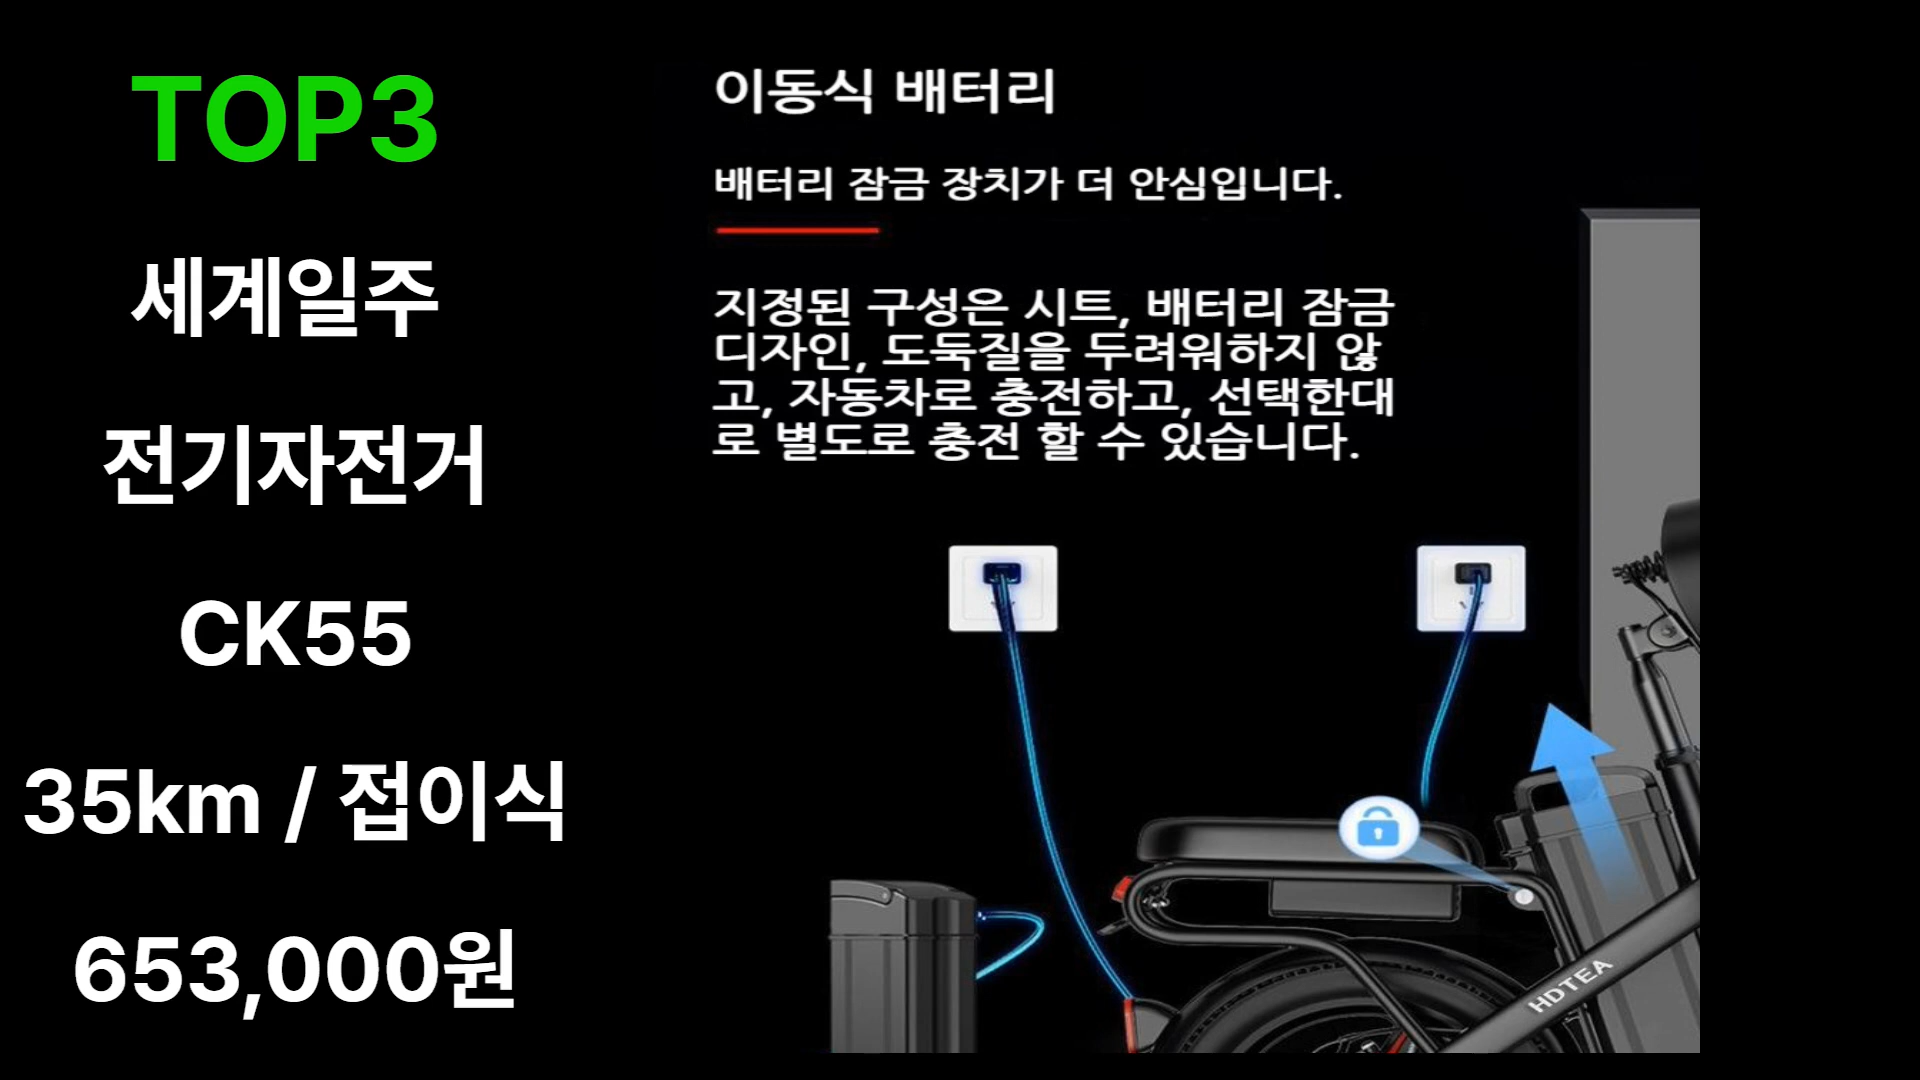 TOP3
세계일주
전기자전거
CK55
35km / 접이식
653,000원
이동식 배터리
배터리 잠금 장치가 더 안심입니다.
지정된 구성은 시트, 배터리 잠금
디자인, 도둑질을 두려워하지 않
고, 자동차로 충전하고, 선택한대
로 별도로 충전 할 수 있습니다.
HDTEA